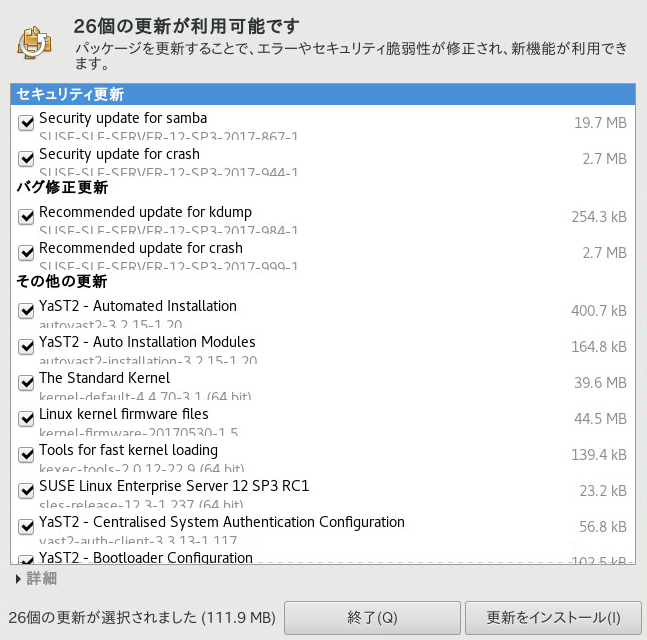 26個の更新が利用可能です
パッケージを更新することで、エラーやセキュリティ脆弱性が修正され、新機能が利用でき
ます。
セキュリティ更新
Security update for samba
19.7 MB
SUSE-SLE-SERVER-12-SP3-2017-867-1
Security update for crash
2.7 MB
SUSE-SLE-SERVER-12-SP3-2017-944-1
バグ修正更新
Recommended update for kdump
254.3 kB
SUSE-SLE-SERVER-12-SP3-2017-984-1
Recommended update for crash
2.7 MB
SUSE-SLE-SERVER-12-SP3-2017-999-1
その他の更新
YaST2 - Automated Installation
400.7 kB
autoyast2-3.2.15-1.20
YaST2 - Auto Installation Modules
164.8 kB
autoyast2-installation-3.2.15-1.20
The Standard Kernel
39.6 MB
kernel-default-4.4.70-3.1 (64 bit)
Linux kernel firmware files
44.5 MB
kernel-firmware-20170530-1.5
Tools for fast kernel loading
139.4 kB
kexec-tools-2.0.12-22.9 (64 bit)
SUSE Linux Enterprise Server 12 SP3 RC1
23.2 kB
sles-release-12.3-1.237 (64 bit)
YaST2 - Centralised System Authentication Configuration
56.8 kB
yast2-auth-client-3.3.13-1.117
YaST2 - Bootloader Configuration
102.5 kB
詳細
26個の更新が選択されました (111.9 MB)
終了(Q)
更新をインストール(I)